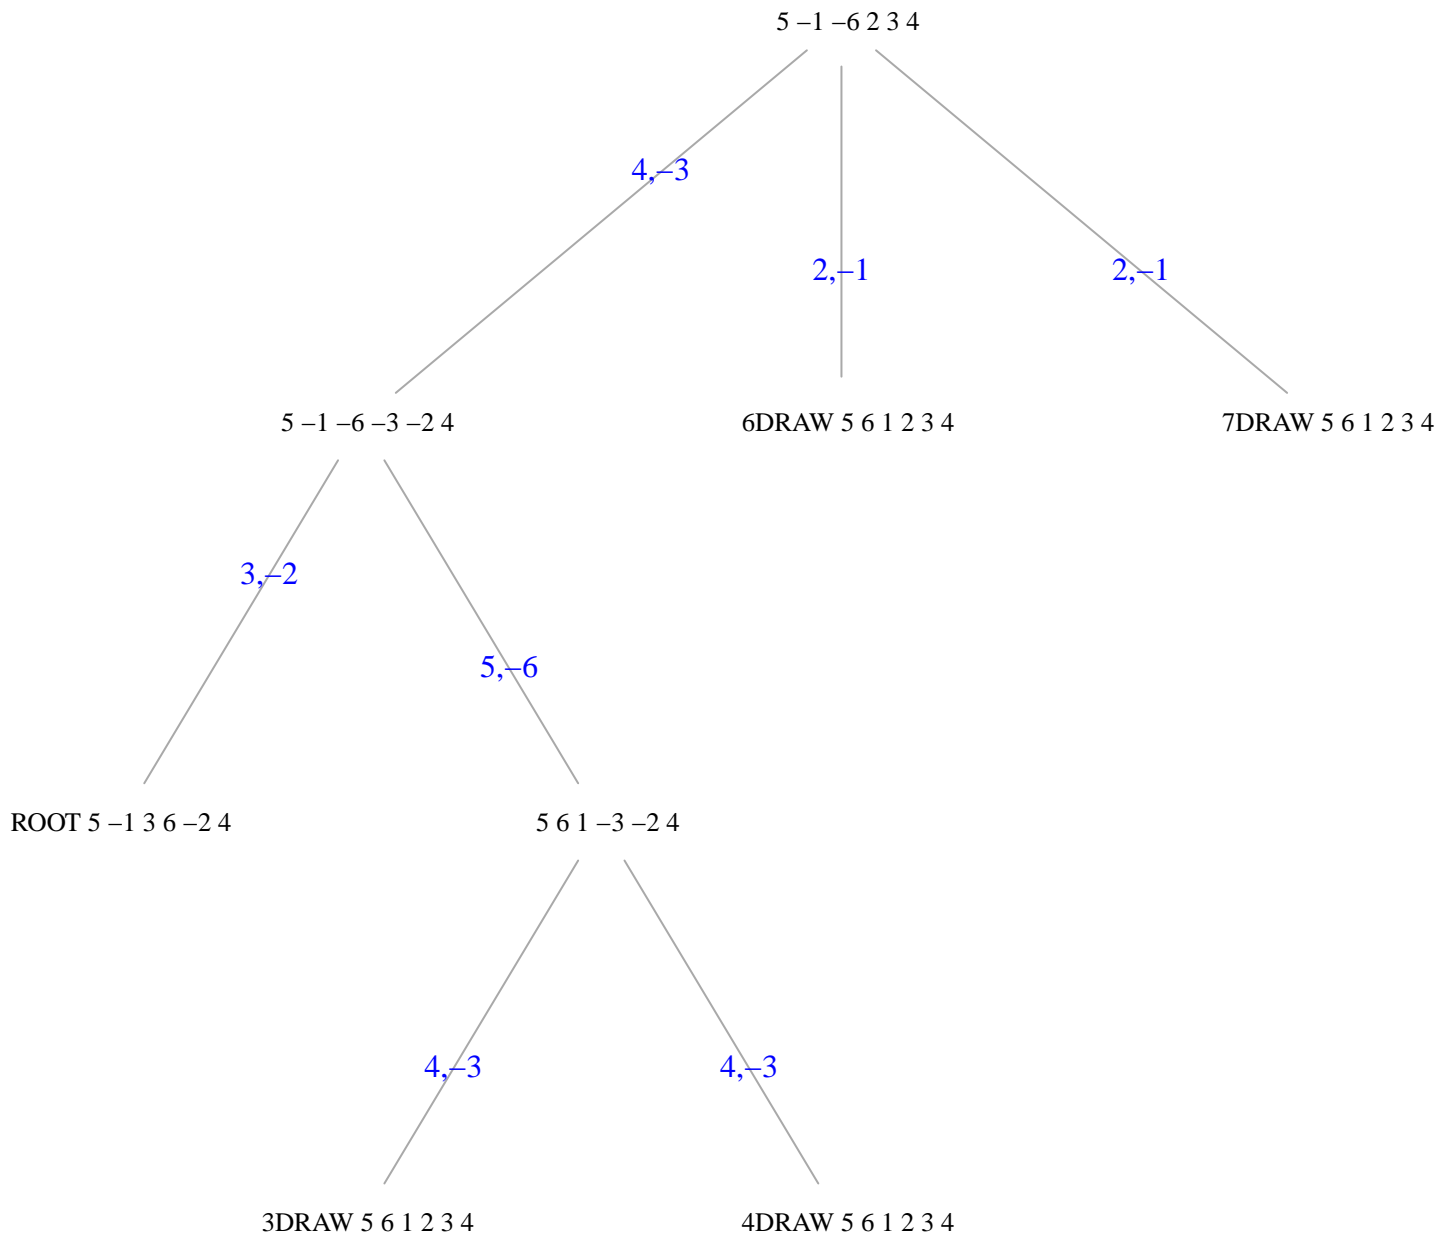 5 –1 –6 2 3 4
4,–3
2,–1
2,–1
5 –1 –6 –3 –2 4
6DRAW 5 6 1 2 3 4
7DRAW 5 6 1 2 3 4
3,–2
5,–6
ROOT 5 –1 3 6 –2 4
5 6 1 –3 –2 4
4,–3
4,–3
3DRAW 5 6 1 2 3 4
4DRAW 5 6 1 2 3 4